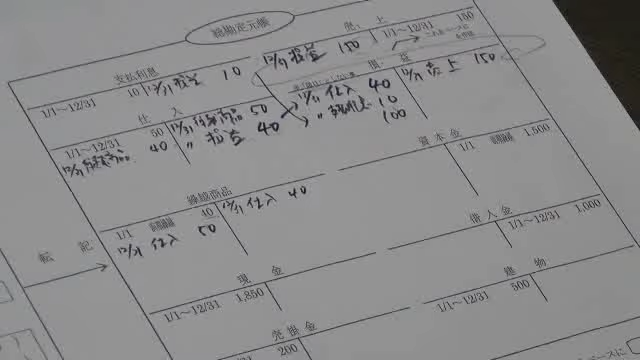 総勘定元帳
売 上
12/31 損益 150
1/1～12/31 150
支払利息
1/1～12/31 10
12/31 損益 10
損 益
12/31 仕入 40
〃 支払利息 10
100
12/31 売上 150
仕 入
1/1～12/31 50
12/31 繰越商品 40
12/31 繰越商品 50
〃 損益 40
資 本 金
1/1 前期繰越 1,500
繰越商品
1/1 前期繰越 40
12/31 仕入 50
12/31 仕入 40
借 入 金
1/1～12/31 1,000
転 記
現 金
1/1～12/31 1,850
建 物
1/1～12/31 500
売 掛 金
200